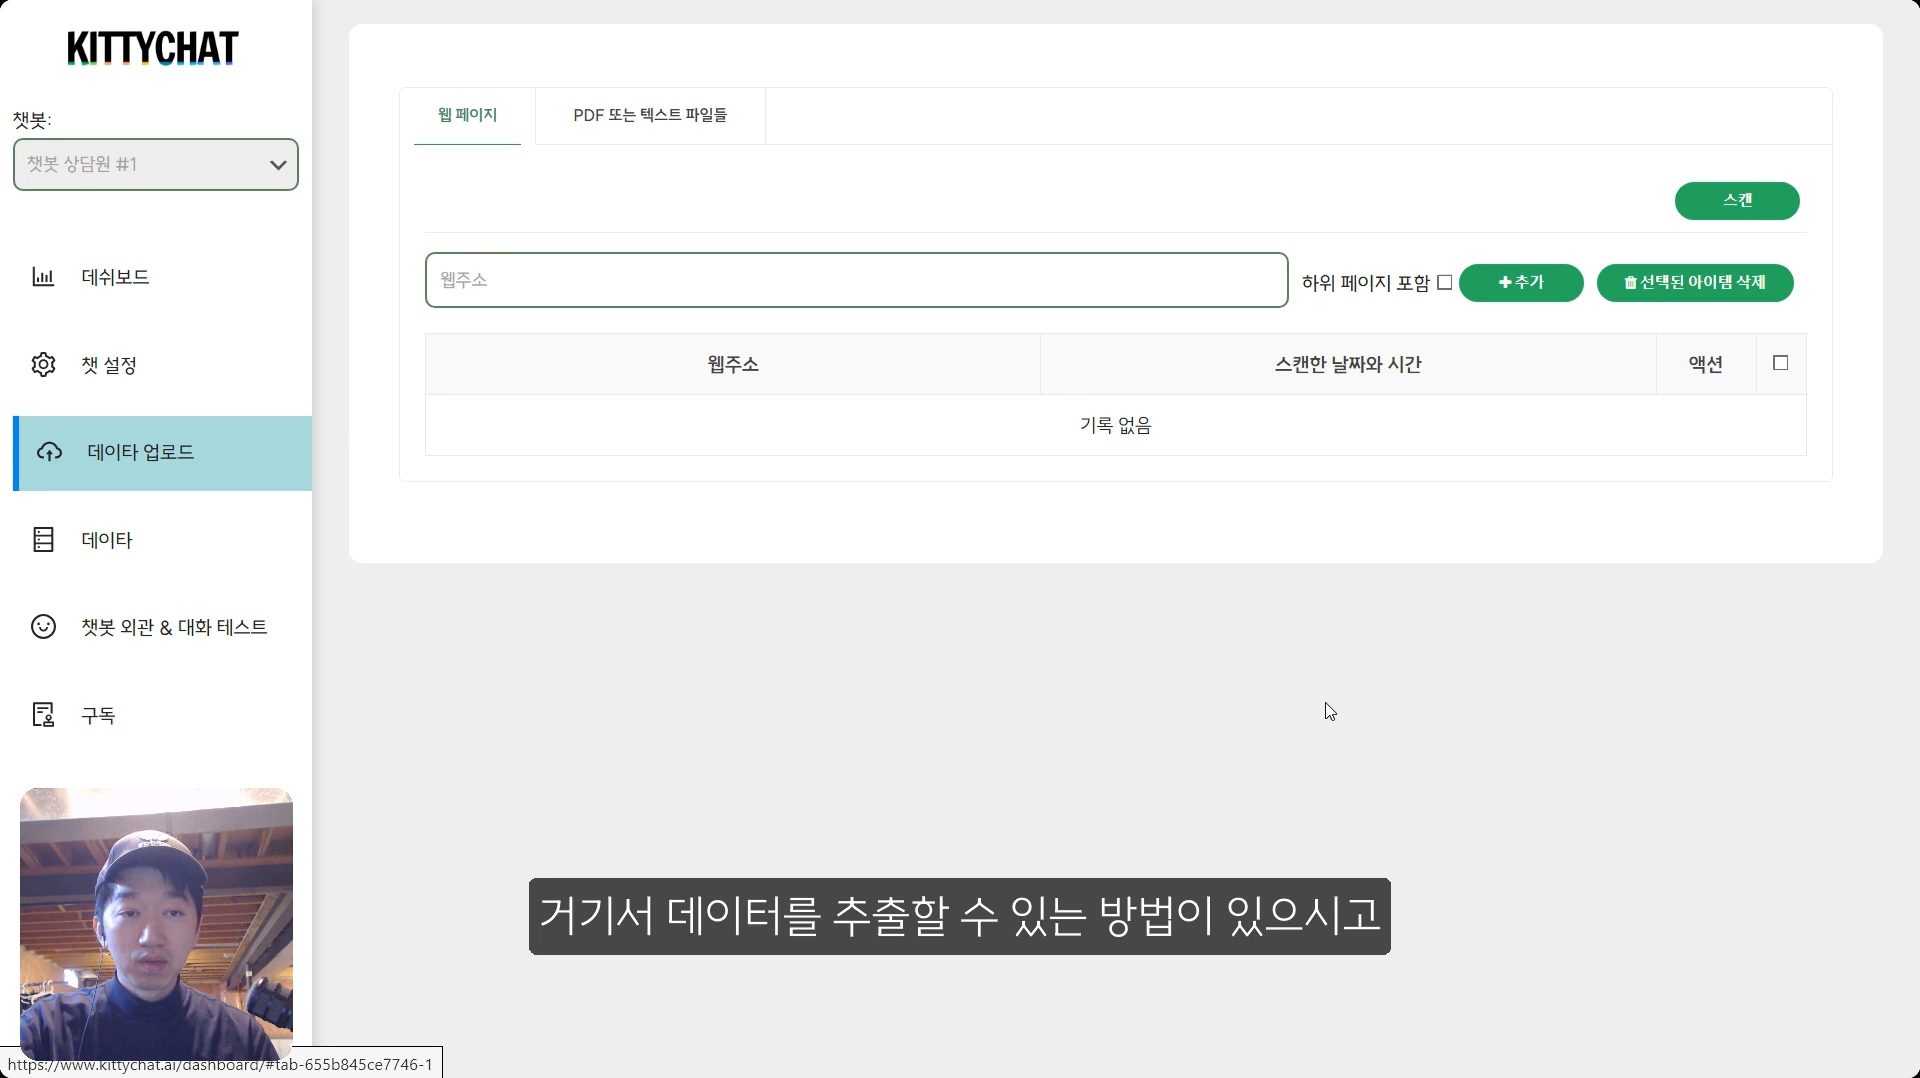 KITTYCHAT
챗봇:
챗봇 상담원 #1
데쉬보드
챗 설정
데이타 업로드
데이타
챗봇 외관 & 대화 테스트
구독
웹 페이지
PDF 또는 텍스트 파일들
스캔
웹주소
하위 페이지 포함
추가
선택된 아이템 삭제
웹주소
스캔한 날짜와 시간
액션
기록 없음
거기서 데이터를 추출할 수 있는 방법이 있으시고
https://www.kittychat.ai/dashboard/#tab-655b845ce7746-1